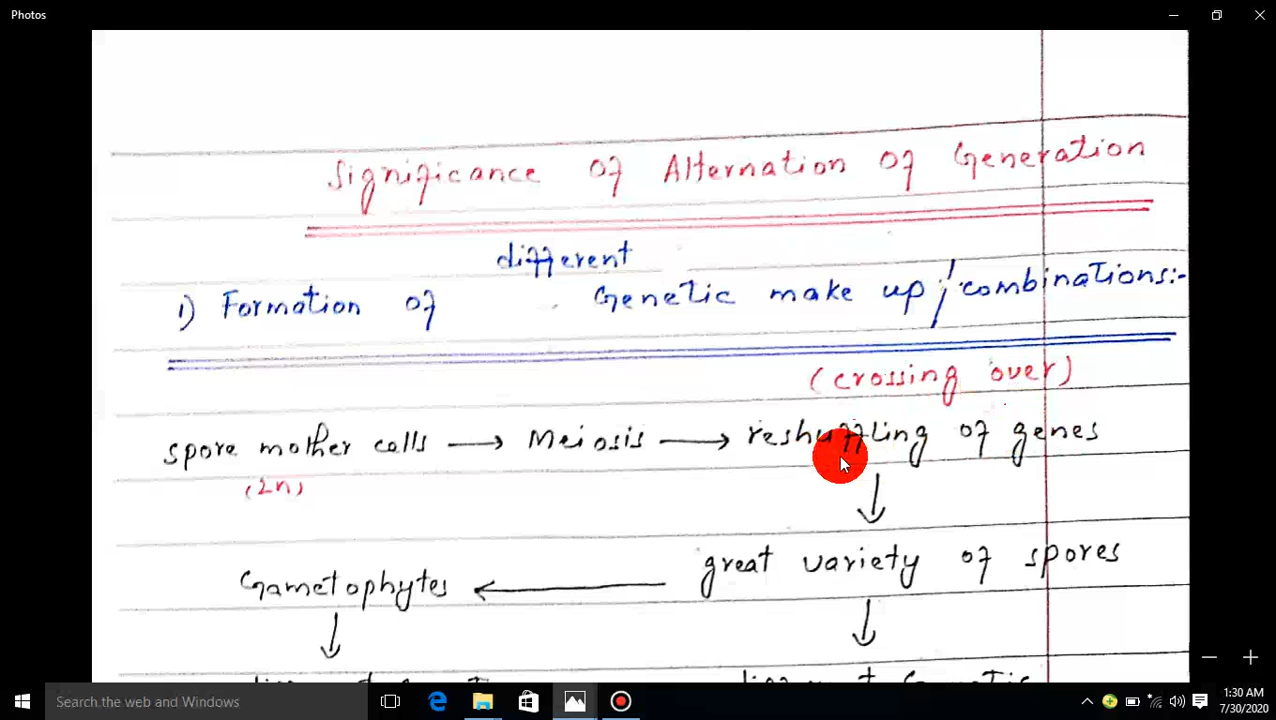 Photos
Significance of Alternation of Generation
different
1) Formation of Genetic make up / combinations:-
(crossing over)
spore mother cells → Meiosis → reshuffling of genes
(2n)
↓
Gametophytes ← great variety of spores
↓ ↓
Search the web and Windows
1:30 AM
7/30/2020